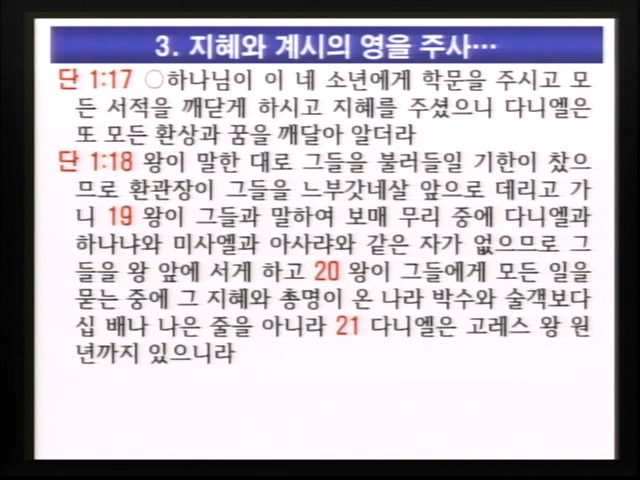 3. 지혜와 계시의 영을 주사…
단 1:17 ○하나님이 이 네 소년에게 학문을 주시고 모
든 서적을 깨닫게 하시고 지혜를 주셨으니 다니엘은
또 모든 환상과 꿈을 깨달아 알더라
단 1:18 왕이 말한 대로 그들을 불러들일 기한이 찼으
므로 환관장이 그들을 느부갓네살 앞으로 데리고 가
니 19 왕이 그들과 말하여 보매 무리 중에 다니엘과
하나냐와 미사엘과 아사랴와 같은 자가 없으므로 그
들을 왕 앞에 서게 하고 20 왕이 그들에게 모든 일을
묻는 중에 그 지혜와 총명이 온 나라 박수와 술객보다
십 배나 나은 줄을 아니라 21 다니엘은 고레스 왕 원
년까지 있으니라